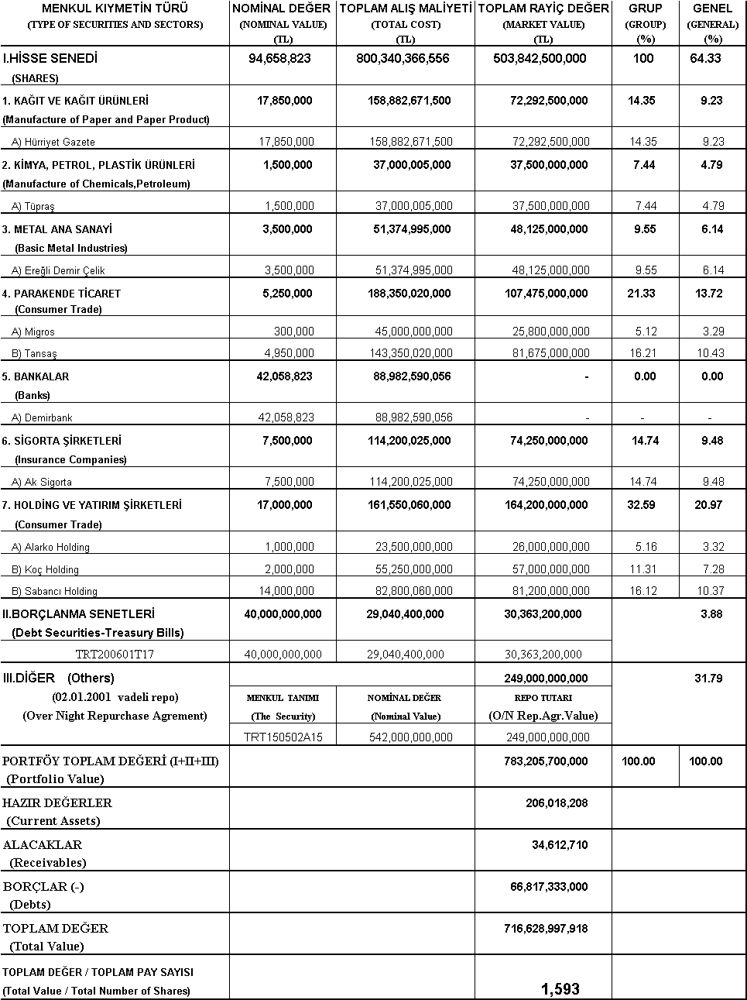 MENKUL KIYMETİN TÜRÜ NOMİNAL DEĞER TOPLAM ALIŞ MALİYETİ TOPLAM RAYİÇ DEĞER GRUP GENEL
(TYPE OF SECURITIES AND SECTORS) (NOMINAL VALUE) (TOTAL COST) (MARKET VALUE) (GROUP) (GENERAL)
(TL) (TL) (TL) (%) (%)
I.HİSSE SENEDİ 94,658,823 800,340,366,556 503,842,500,000 100 64.33
(SHARES)
1. KAĞIT VE KAĞIT ÜRÜNLERİ 17,850,000 158,882,671,500 72,292,500,000 14.35 9.23
(Manufacture of Paper and Paper Product)
A) Hürriyet Gazete 17,850,000 158,882,671,500 72,292,500,000 14.35 9.23
2. KİMYA, PETROL, PLASTİK ÜRÜNLERİ 1,500,000 37,000,005,000 37,500,000,000 7.44 4.79
(Manufacture of Chemicals,Petroleum)
A) Tüpraş 1,500,000 37,000,005,000 37,500,000,000 7.44 4.79
3. METAL ANA SANAYİ 3,500,000 51,374,995,000 48,125,000,000 9.55 6.14
(Basic Metal Industries)
A) Ereğli Demir Çelik 3,500,000 51,374,995,000 48,125,000,000 9.55 6.14
4. PARAKENDE TİCARET 5,250,000 188,350,020,000 107,475,000,000 21.33 13.72
(Consumer Trade)
A) Migros 300,000 45,000,000,000 25,800,000,000 5.12 3.29
B) Tansaş 4,950,000 143,350,020,000 81,675,000,000 16.21 10.43
5. BANKALAR 42,058,823 88,982,590,056 - 0.00 0.00
(Banks)
A) Demirbank 42,058,823 88,982,590,056 - - -
6. SİGORTA ŞİRKETLERİ 7,500,000 114,200,025,000 74,250,000,000 14.74 9.48
(Insurance Companies)
A) Ak Sigorta 7,500,000 114,200,025,000 74,250,000,000 14.74 9.48
7. HOLDİNG VE YATIRIM ŞİRKETLERİ 17,000,000 161,550,060,000 164,200,000,000 32.59 20.97
(Consumer Trade)
A) Alarko Holding 1,000,000 23,500,000,000 26,000,000,000 5.16 3.32
B) Koç Holding 2,000,000 55,250,000,000 57,000,000,000 11.31 7.28
B) Sabancı Holding 14,000,000 82,800,060,000 81,200,000,000 16.12 10.37
II.BORÇLANMA SENETLERİ 40,000,000,000 29,040,400,000 30,363,200,000 3.88
(Debt Securities-Treasury Bills)
TRT200601T17 40,000,000,000 29,040,400,000 30,363,200,000
III.DİĞER (Others) 249,000,000,000 31.79
(02.01.2001 vadeli repo) MENKUL TANIMI NOMİNAL DEĞER REPO TUTARI
(Over Night Repurchase Agrement) (The Security) (Nominal Value) (O/N Rep.Agr.Value)
TRT150502A15 542,000,000,000 249,000,000,000
PORTFÖY TOPLAM DEĞERİ (I+II+III) 783,205,700,000 100.00 100.00
(Portfolio Value)
HAZIR DEĞERLER 206,018,208
(Current Assets)
ALACAKLAR 34,612,710
(Receivables)
BORÇLAR (-) 66,817,333,000
(Debts)
TOPLAM DEĞER 716,628,997,918
(Total Value)
TOPLAM DEĞER / TOPLAM PAY SAYISI
(Total Value / Total Number of Shares) 1,593